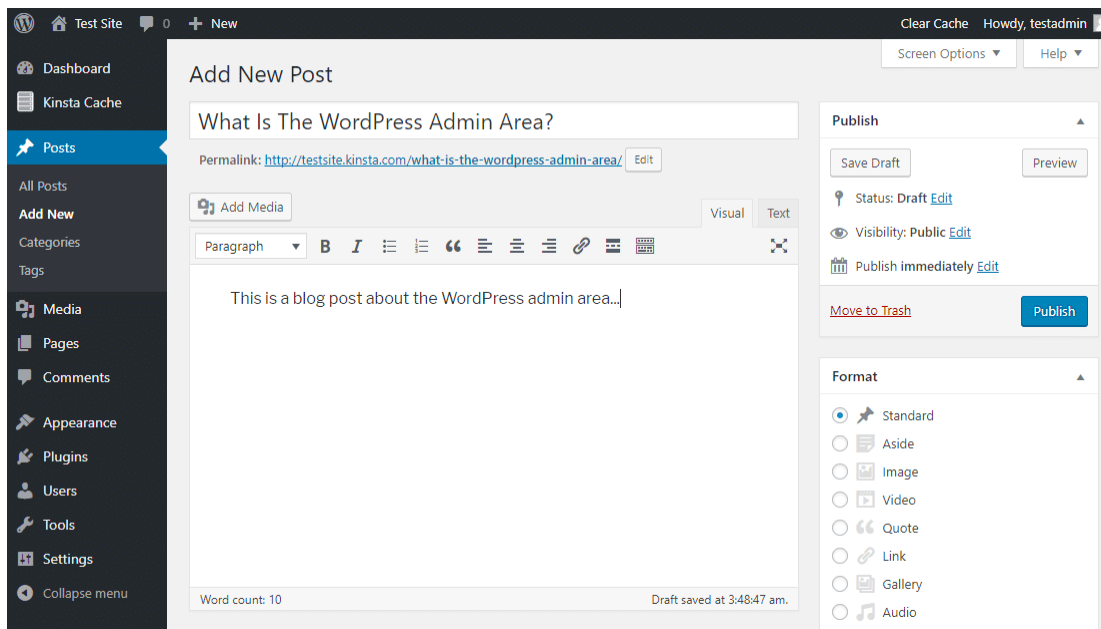 Test Site 0 New Clear Cache Howdy, testadmin
Dashboard
Kinsta Cache
Posts
All Posts
Add New
Categories
Tags
Media
Pages
Comments
Appearance
Plugins
Users
Tools
Settings
Collapse menu
Screen Options Help
Add New Post
What Is The WordPress Admin Area?
Permalink: http://testsite.kinsta.com/what-is-the-wordpress-admin-area/ Edit
Add Media
Visual Text
Paragraph
This is a blog post about the WordPress admin area...
Word count: 10 Draft saved at 3:48:47 am.
Publish
Save Draft Preview
Status: Draft Edit
Visibility: Public Edit
Publish immediately Edit
Move to Trash Publish
Format
Standard
Aside
Image
Video
Quote
Link
Gallery
Audio